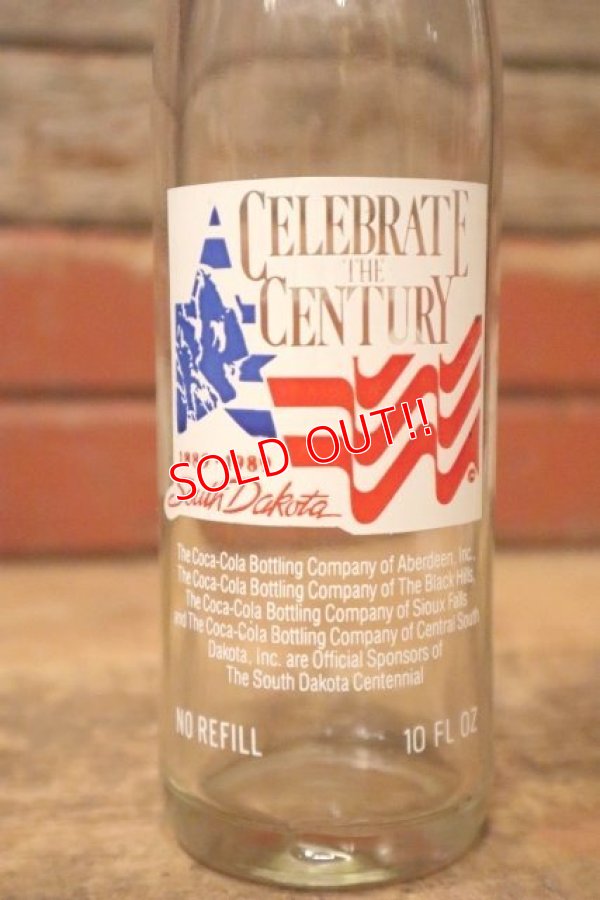 CELEBRATE
THE
CENTURY
1989
SOLD OUT!!
South Dakota
The Coca-Cola Bottling Company of Aberdeen, Inc.,
The Coca-Cola Bottling Company of The Black Hills,
The Coca-Cola Bottling Company of Sioux Falls
and The Coca-Cola Bottling Company of Central South
Dakota, Inc. are Official Sponsors of
The South Dakota Centennial
NO REFILL 10 FL OZ